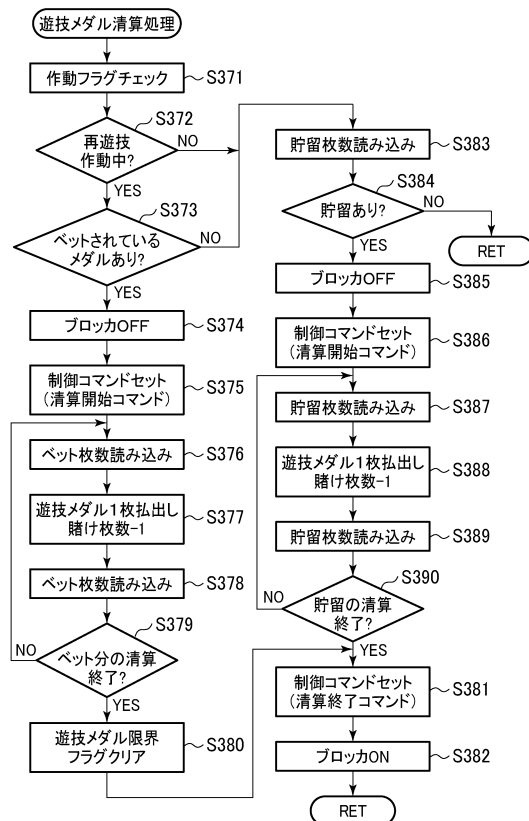 遊技メダル清算処理
作動フラグチェック
S371
S372
再遊技
作動中?
NO
YES
S373
ベットされている
メダルあり?
NO
YES
ブロッカOFF
S374
制御コマンドセット
(清算開始コマンド)
S375
ベット枚数読み込み
S376
遊技メダル1枚払出し
賭け枚数-1
S377
ベット枚数読み込み
S378
S379
NO
ベット分の清算
終了?
YES
遊技メダル限界
フラグクリア
S380
貯留枚数読み込み
S383
S384
貯留あり?
NO
YES
RET
ブロッカOFF
S385
制御コマンドセット
(清算開始コマンド)
S386
貯留枚数読み込み
S387
遊技メダル1枚払出し
賭け枚数-1
S388
貯留枚数読み込み
S389
S390
NO
貯留の清算
終了?
YES
制御コマンドセット
(清算終了コマンド)
S381
ブロッカON
S382
RET